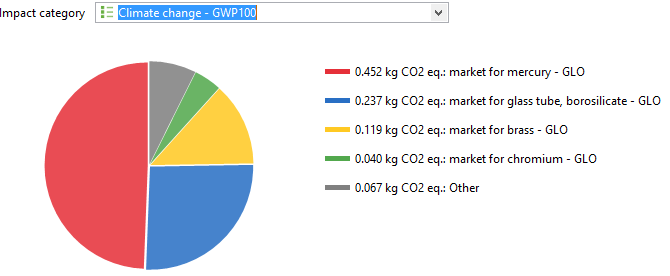 Impact category Climate change - GWP100
0.452 kg CO2 eq.: market for mercury - GLO
0.237 kg CO2 eq.: market for glass tube, borosilicate - GLO
0.119 kg CO2 eq.: market for brass - GLO
0.040 kg CO2 eq.: market for chromium - GLO
0.067 kg CO2 eq.: Other